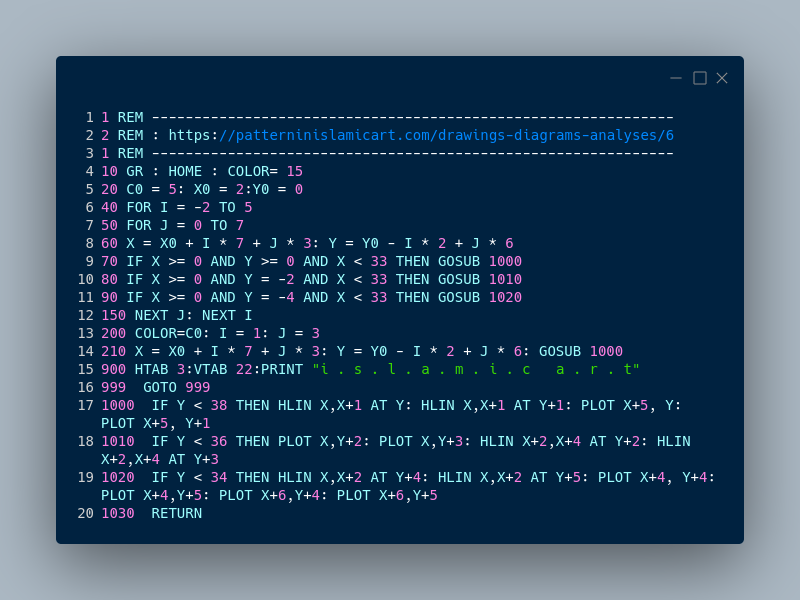 1 1 REM --------------------------------------------------------------
2 2 REM : https://patterninislamicart.com/drawings-diagrams-analyses/6
3 1 REM --------------------------------------------------------------
4 10 GR : HOME : COLOR= 15
5 20 C0 = 5: X0 = 2:Y0 = 0
6 40 FOR I = -2 TO 5
7 50 FOR J = 0 TO 7
8 60 X = X0 + I * 7 + J * 3: Y = Y0 - I * 2 + J * 6
9 70 IF X >= 0 AND Y >= 0 AND X < 33 THEN GOSUB 1000
10 80 IF X >= 0 AND Y = -2 AND X < 33 THEN GOSUB 1010
11 90 IF X >= 0 AND Y = -4 AND X < 33 THEN GOSUB 1020
12 150 NEXT J: NEXT I
13 200 COLOR=C0: I = 1: J = 3
14 210 X = X0 + I * 7 + J * 3: Y = Y0 - I * 2 + J * 6: GOSUB 1000
15 900 HTAB 3:VTAB 22:PRINT "i . s . l . a . m . i . c   a . r . t"
16 999  GOTO 999
17 1000  IF Y < 38 THEN HLIN X,X+1 AT Y: HLIN X,X+1 AT Y+1: PLOT X+5, Y:
PLOT X+5, Y+1
18 1010  IF Y < 36 THEN PLOT X,Y+2: PLOT X,Y+3: HLIN X+2,X+4 AT Y+2: HLIN
X+2,X+4 AT Y+3
19 1020  IF Y < 34 THEN HLIN X,X+2 AT Y+4: HLIN X,X+2 AT Y+5: PLOT X+4, Y+4:
PLOT X+4,Y+5: PLOT X+6,Y+4: PLOT X+6,Y+5
20 1030  RETURN